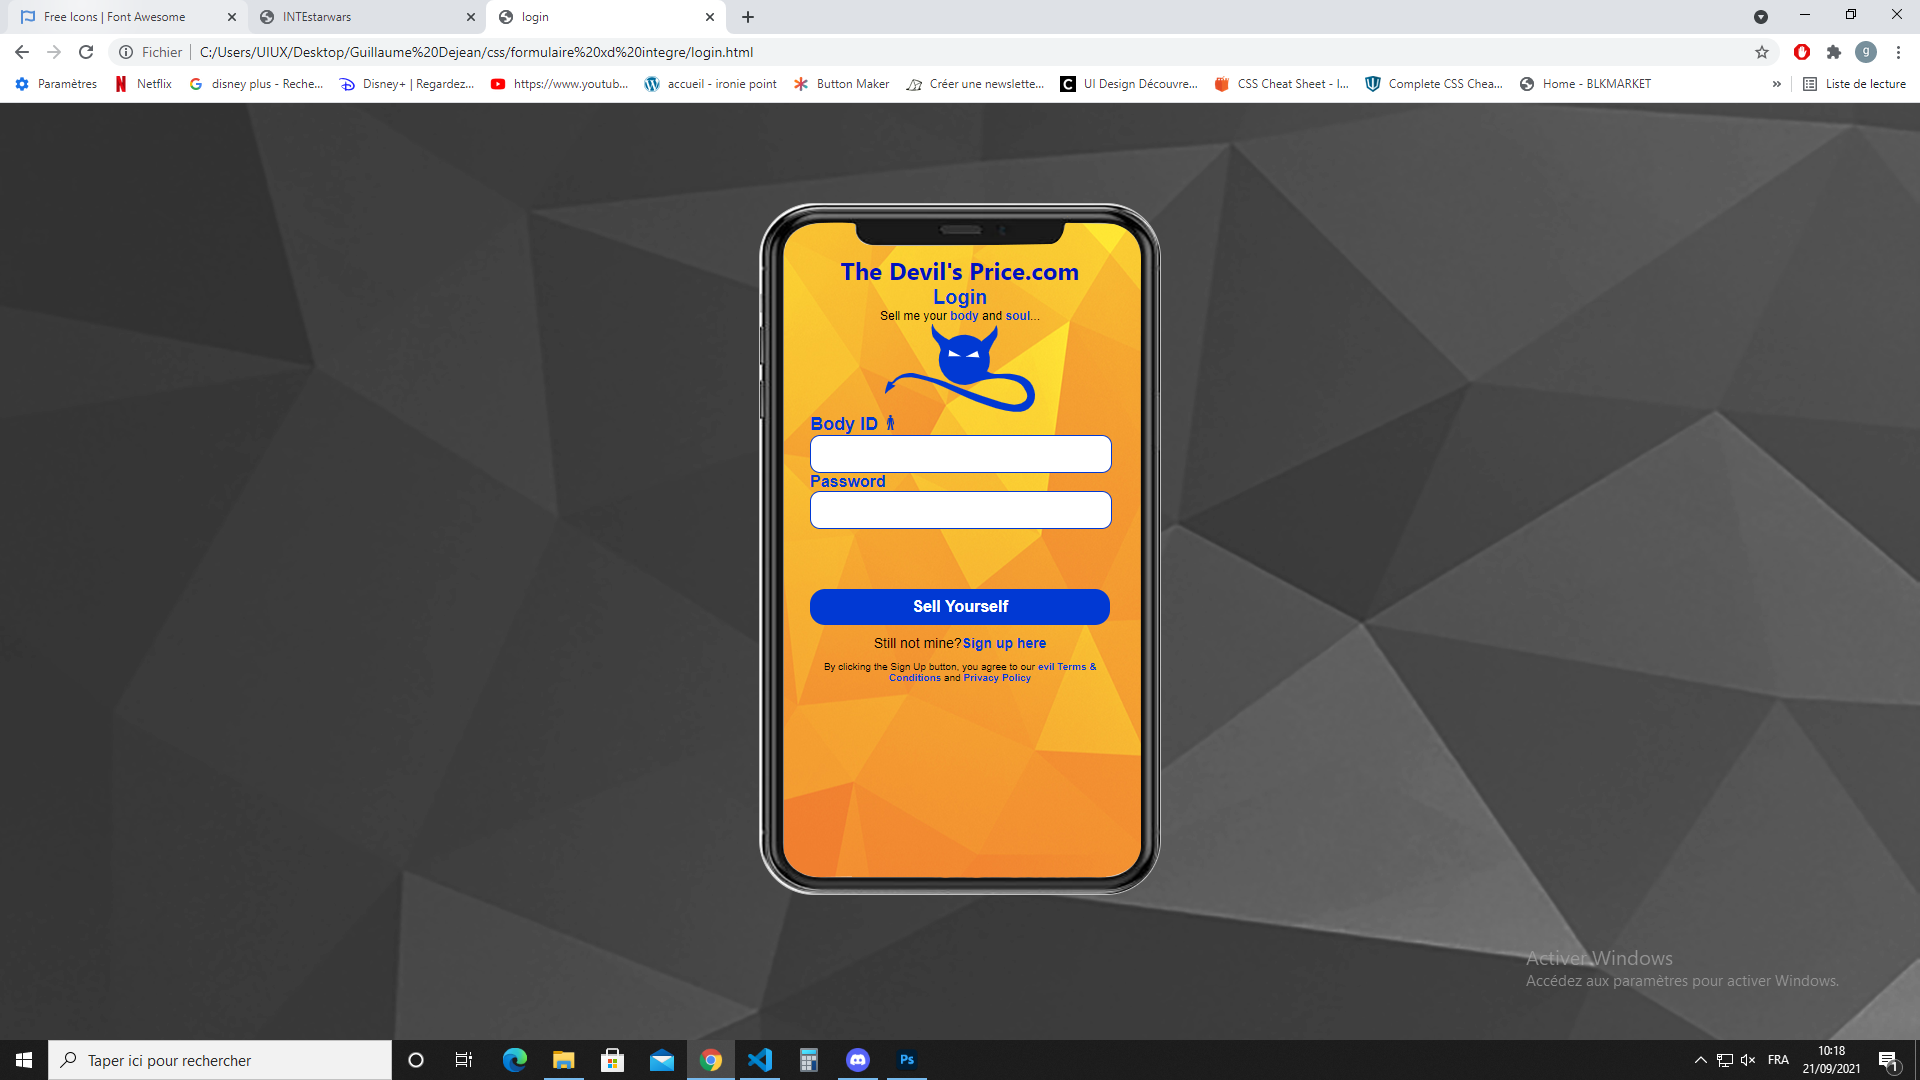 Free Icons | Font Awesome
INTEstarwars
login
Fichier
C:/Users/UIUX/Desktop/Guillaume%20Dejean/css/formulaire%20xd%20integre/login.html
g
Paramètres
Netflix
disney plus - Reche...
Disney+ | Regardez...
https://www.youtub...
accueil - ironie point
Button Maker
Créer une newslette...
UI Design Découvre...
CSS Cheat Sheet - I...
Complete CSS Chea...
Home - BLKMARKET
»
Liste de lecture
The Devil's Price.com
Login
Sell me your body and soul...
Body ID
Password
Sell Yourself
Still not mine?Sign up here
By clicking the Sign Up button, you agree to our evil Terms &
Conditions and Privacy Policy
Activer Windows
Accédez aux paramètres pour activer Windows.
Taper ici pour rechercher
Ps
FRA
10:18
21/09/2021
1